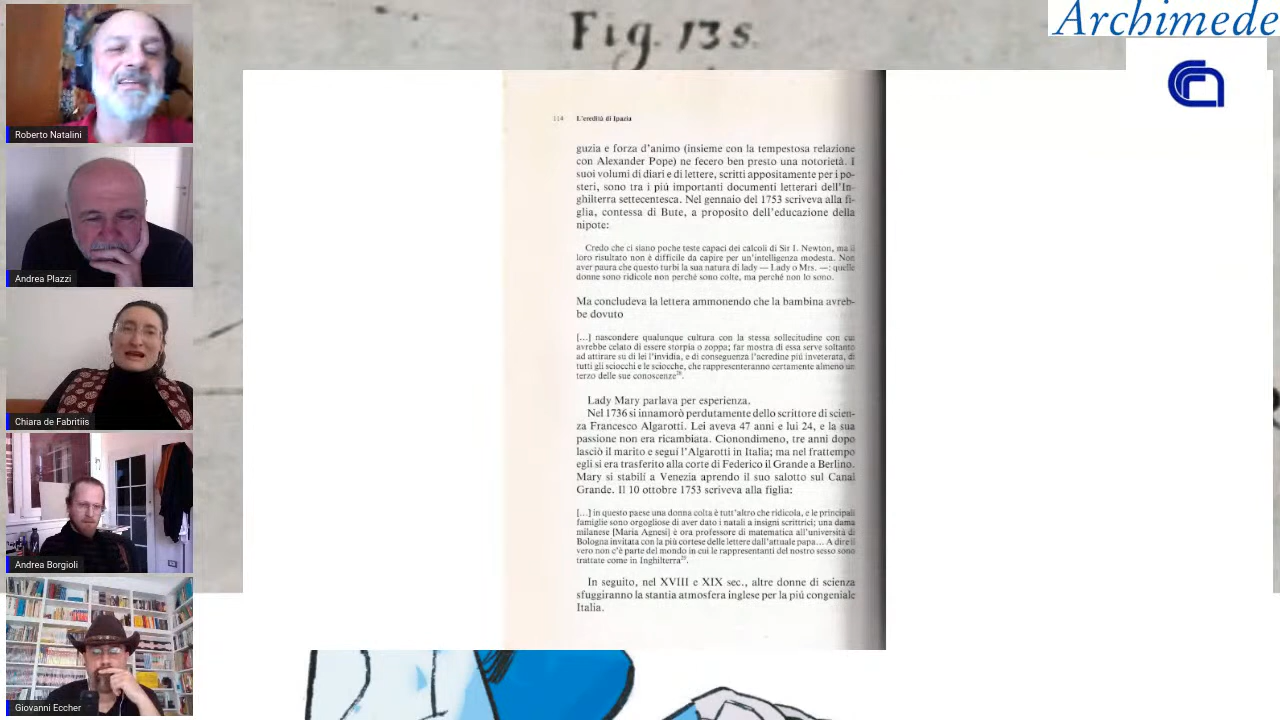 Fig. 13s.
Archimede
Roberto Natalini
Andrea Plazzi
Chiara de Fabritiis
Andrea Borgioli
Giovanni Eccher
114 L'eredità di Ipazia
guzia e forza d'animo (insieme con la tempestosa relazione
con Alexander Pope) ne fecero ben presto una notorietà. I
suoi volumi di diari e di lettere, scritti appositamente per i po-
steri, sono tra i piú importanti documenti letterari dell'In-
ghilterra settecentesca. Nel gennaio del 1753 scriveva alla fi-
glia, contessa di Bute, a proposito dell'educazione della
nipote:
Credo che ci siano poche teste capaci dei calcoli di Sir I. Newton, ma il
loro risultato non è difficile da capire per un'intelligenza modesta. Non
aver paura che questo turbi la sua natura di lady — Lady o Mrs. —: quelle
donne sono ridicole non perché sono colte, ma perché non lo sono.
Ma concludeva la lettera ammonendo che la bambina avreb-
be dovuto
[...] nascondere qualunque cultura con la stessa sollecitudine con cui
avrebbe celato di essere storpia o zoppa; far mostra di essa serve soltanto
ad attirare su di lei l'invidia, e di conseguenza l'acredine piú inveterata, di
tutti gli sciocchi e le sciocche, che rappresenteranno certamente almeno un
terzo delle sue conoscenze²⁸.
Lady Mary parlava per esperienza.
Nel 1736 si innamorò perdutamente dello scrittore di scien-
za Francesco Algarotti. Lei aveva 47 anni e lui 24, e la sua
passione non era ricambiata. Ciononodimeno, tre anni dopo
lasciò il marito e seguí l'Algarotti in Italia; ma nel frattempo
egli si era trasferito alla corte di Federico il Grande a Berlino.
Mary si stabilí a Venezia aprendo il suo salotto sul Canal
Grande. Il 10 ottobre 1753 scriveva alla figlia:
[...] in questo paese una donna colta è tutt'altro che ridicola, e le principali
famiglie sono orgogliose di aver dato i natali a insigni scrittrici; una dama
milanese [Maria Agnesi] è ora professore di matematica all'università di
Bologna invitata con la più cortese delle lettere dall'attuale papa... A dire il
vero non c'è parte del mondo in cui le rappresentanti del nostro sesso sono
trattate come in Inghilterra²⁹.
In seguito, nel XVIII e XIX sec., altre donne di scienza
sfuggiranno la stantia atmosfera inglese per la piú congeniale
Italia.